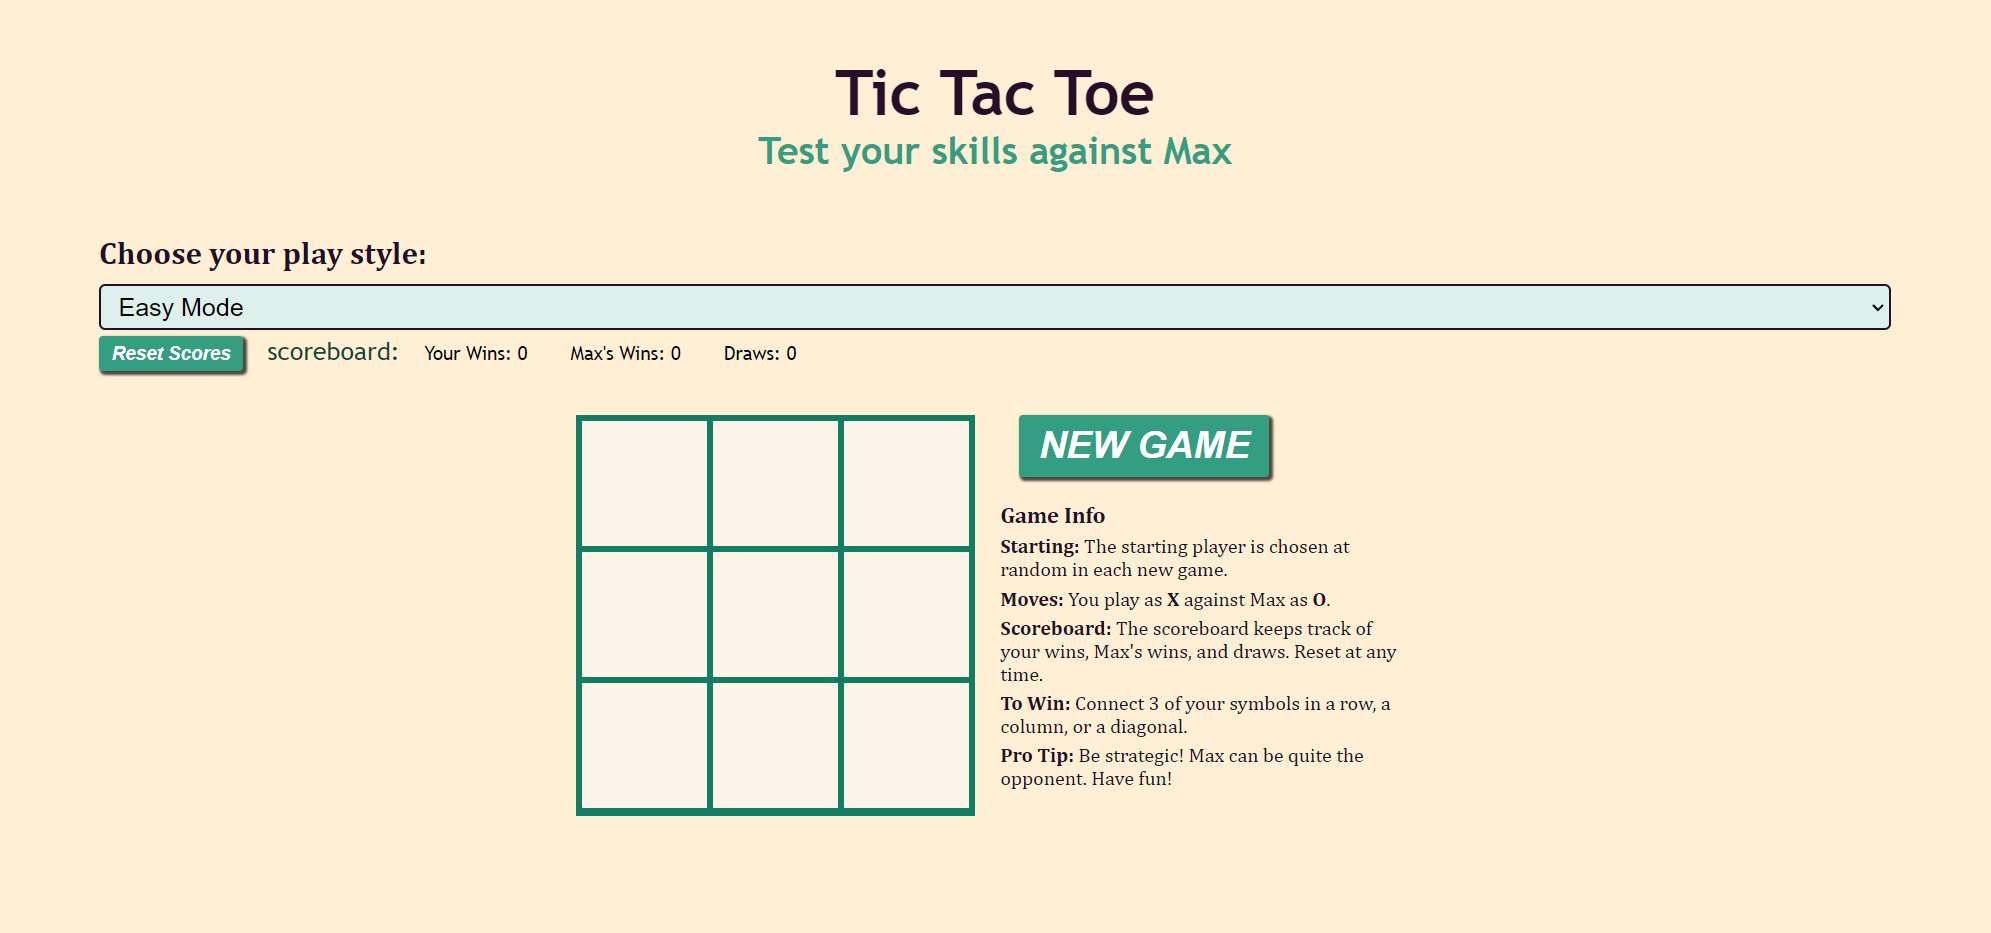 Tic Tac Toe
Test your skills against Max
Choose your play style:
Easy Mode
Reset Scores scoreboard: Your Wins: 0 Max's Wins: 0 Draws: 0
NEW GAME
Game Info
Starting: The starting player is chosen at
random in each new game.
Moves: You play as X against Max as O.
Scoreboard: The scoreboard keeps track of
your wins, Max's wins, and draws. Reset at any
time.
To Win: Connect 3 of your symbols in a row, a
column, or a diagonal.
Pro Tip: Be strategic! Max can be quite the
opponent. Have fun!